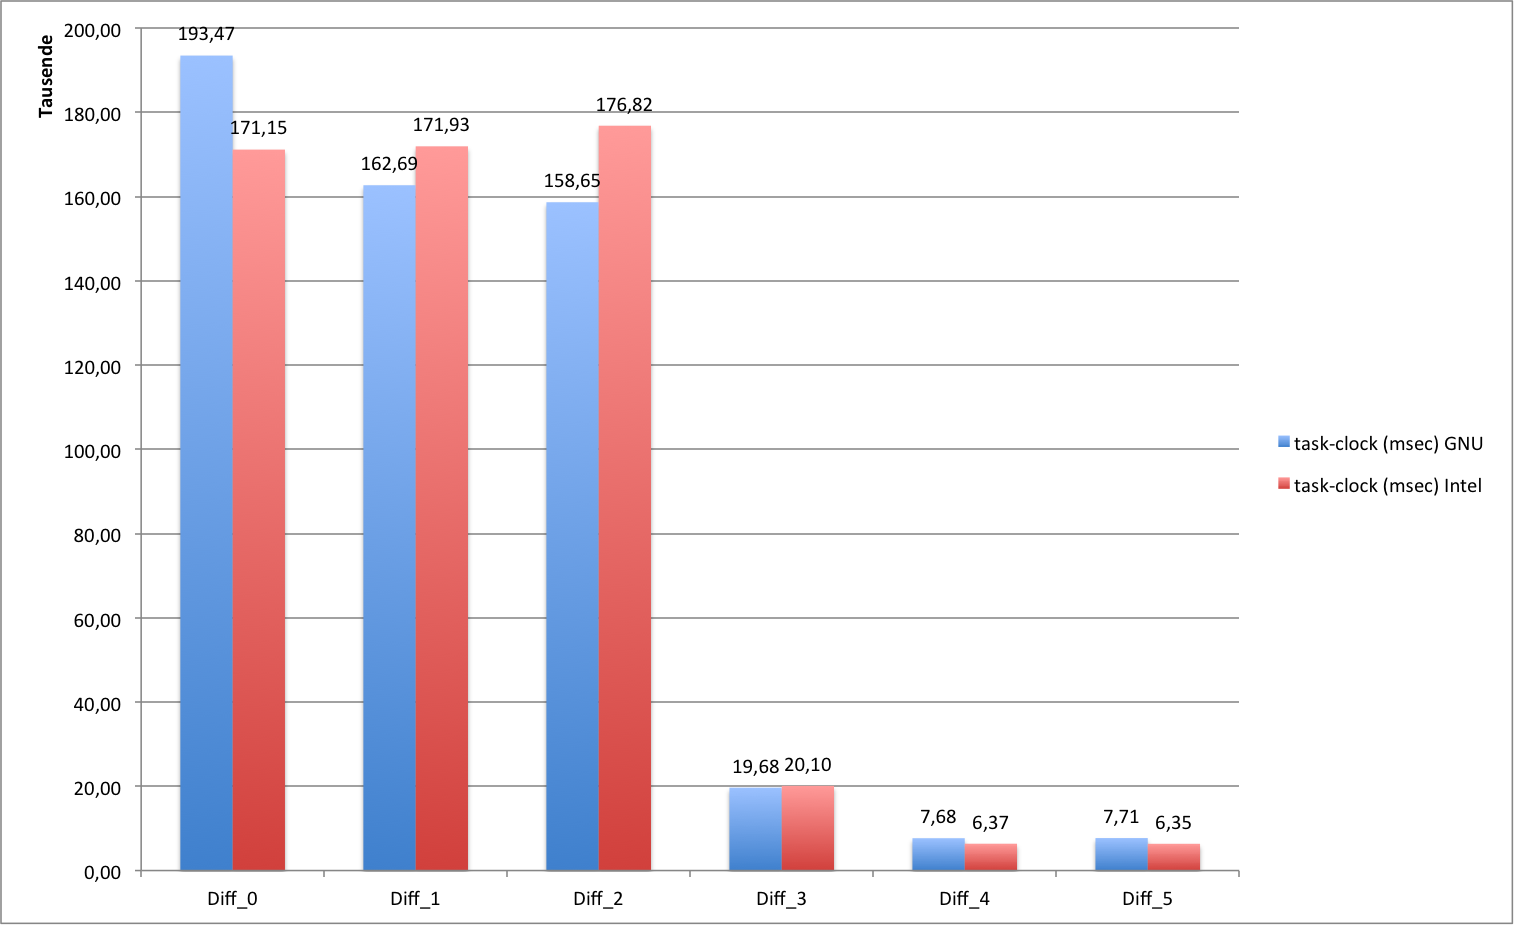 Tausende
200,00
180,00
160,00
140,00
120,00
100,00
80,00
60,00
40,00
20,00
0,00
193,47
171,15
162,69
171,93
158,65
176,82
19,68
20,10
7,68
6,37
7,71
6,35
Diff_0
Diff_1
Diff_2
Diff_3
Diff_4
Diff_5
task-clock (msec) GNU
task-clock (msec) Intel